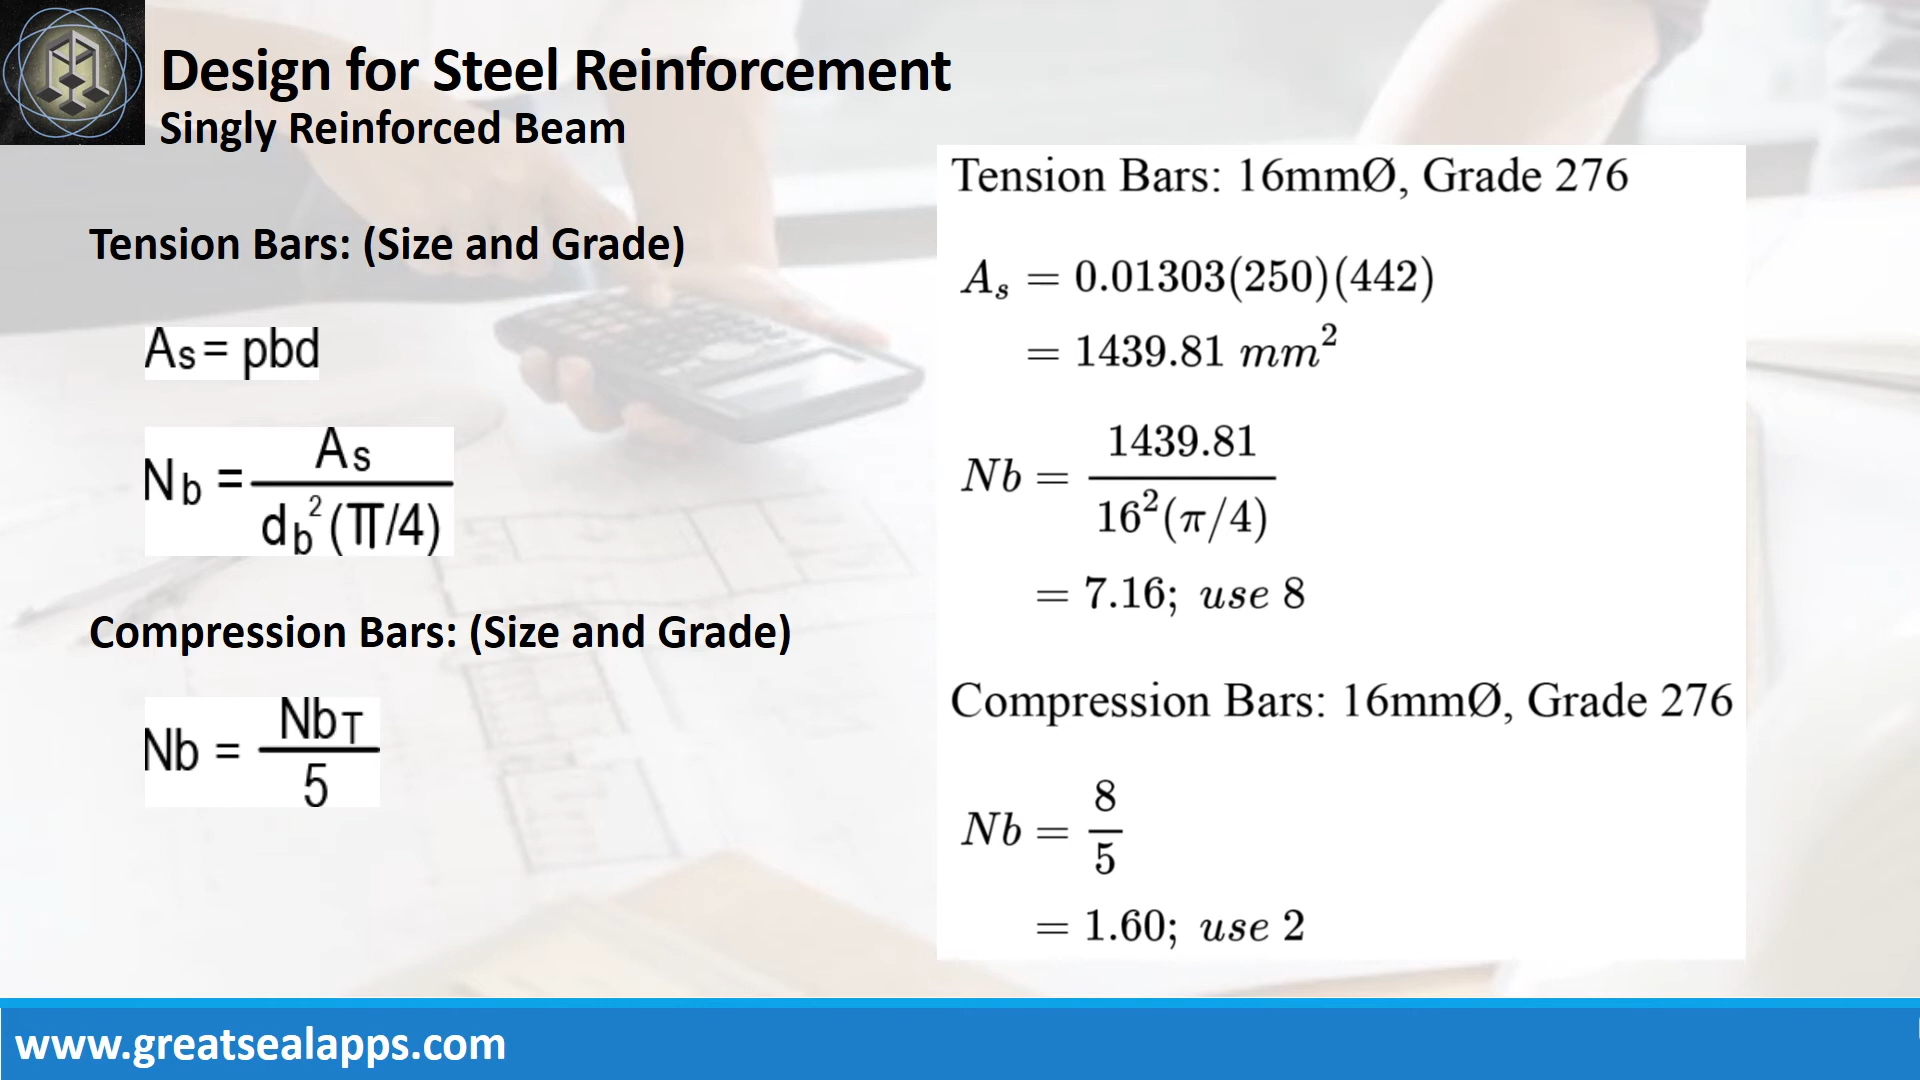 Design for Steel Reinforcement
Singly Reinforced Beam
Tension Bars: (Size and Grade)
As = pbd
Nb = As / db²(π/4)
Compression Bars: (Size and Grade)
Nb = NbT / 5
Tension Bars: 16mmØ, Grade 276
As = 0.01303(250)(442)
= 1439.81 mm²
Nb = 1439.81 / 16²(π/4)
= 7.16; use 8
Compression Bars: 16mmØ, Grade 276
Nb = 8 / 5
= 1.60; use 2
www.greatsealapps.com